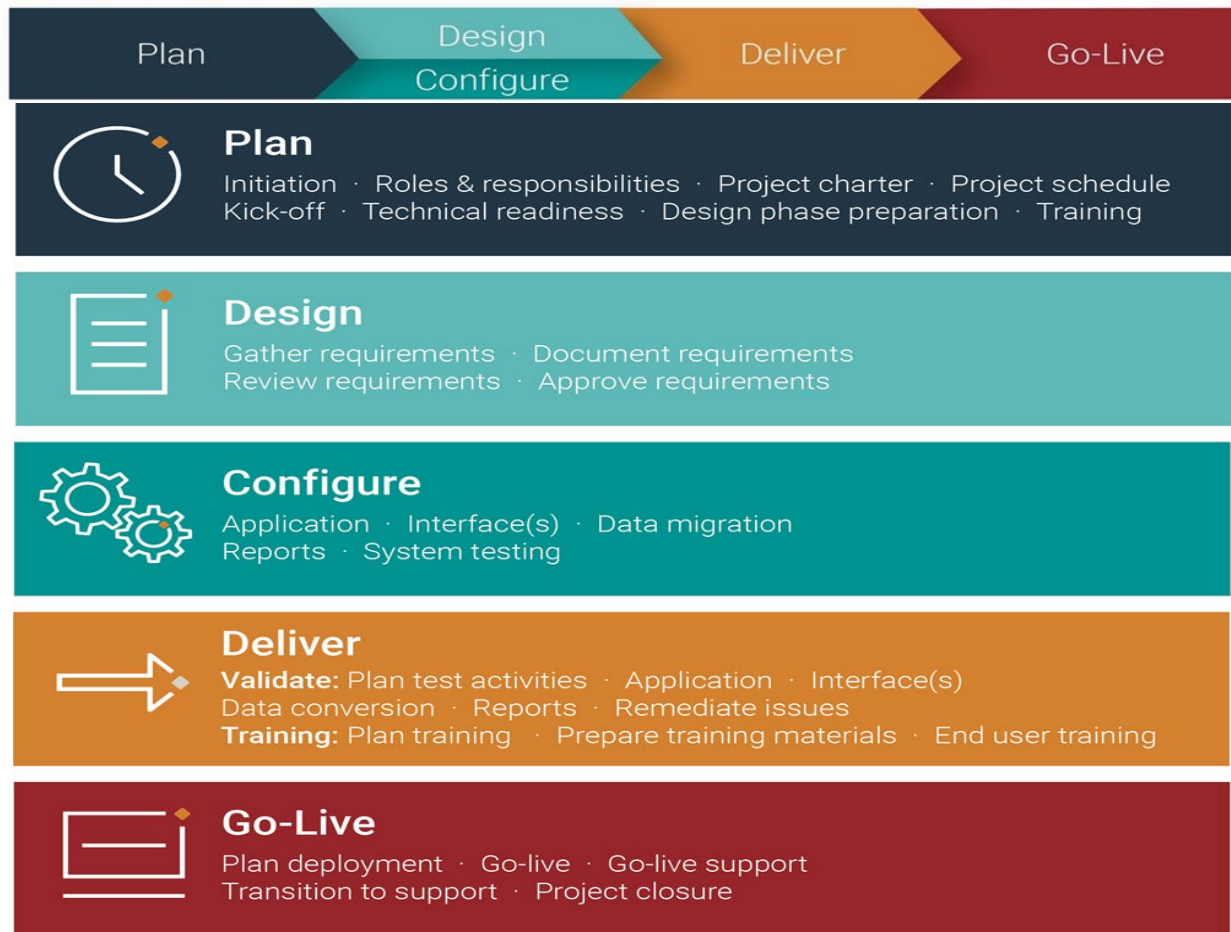 Plan
Design
Configure
Deliver
Go-Live
Plan
Initiation · Roles & responsibilities · Project charter · Project schedule
Kick-off · Technical readiness · Design phase preparation · Training
Design
Gather requirements · Document requirements
Review requirements · Approve requirements
Configure
Application · Interface(s) · Data migration
Reports · System testing
Deliver
Validate: Plan test activities · Application · Interface(s)
Data conversion · Reports · Remediate issues
Training: Plan training · Prepare training materials · End user training
Go-Live
Plan deployment · Go-live · Go-live support
Transition to support · Project closure